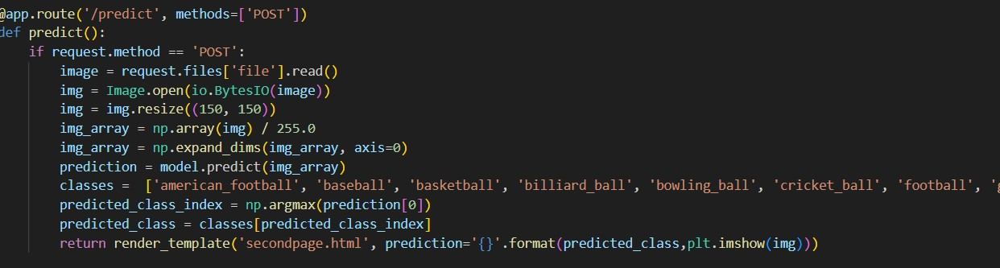 @app.route('/predict', methods=['POST'])
def predict():
    if request.method == 'POST':
        image = request.files['file'].read()
        img = Image.open(io.BytesIO(image))
        img = img.resize((150, 150))
        img_array = np.array(img) / 255.0
        img_array = np.expand_dims(img_array, axis=0)
        prediction = model.predict(img_array)
        classes =  ['american_football', 'baseball', 'basketball', 'billiard_ball', 'bowling_ball', 'cricket_ball', 'football', '
        predicted_class_index = np.argmax(prediction[0])
        predicted_class = classes[predicted_class_index]
        return render_template('secondpage.html', prediction='{}'.format(predicted_class,plt.imshow(img)))